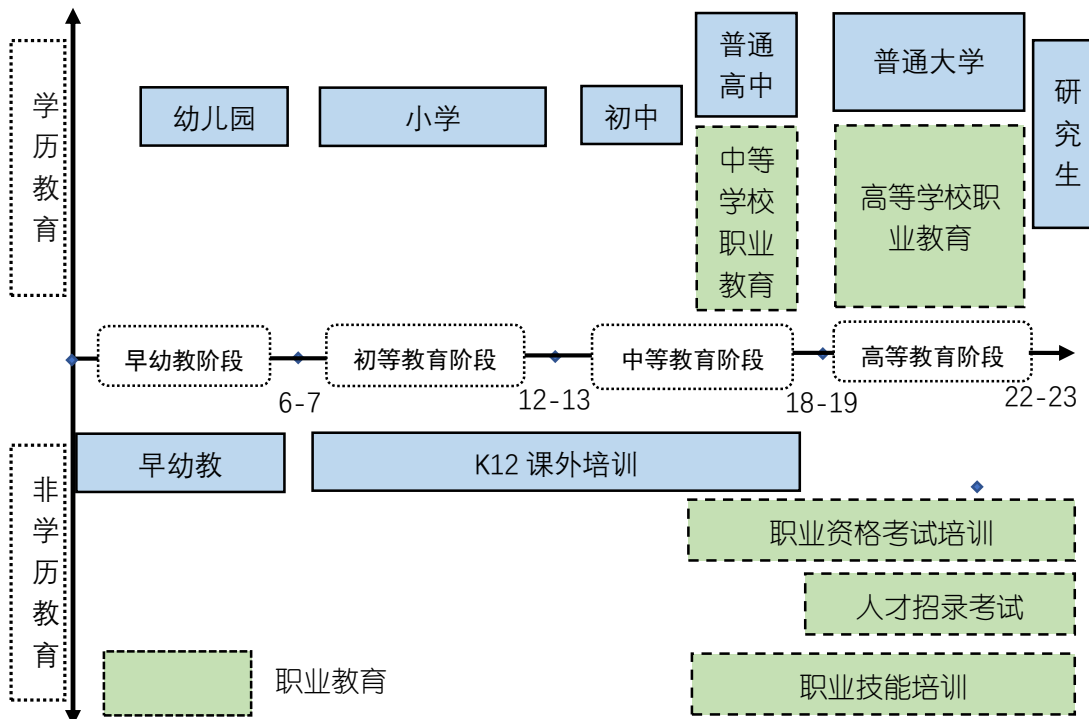 学历教育
幼儿园
小学
初中
普通
高中
普通大学
研究生
中等
学校
职业
教育
高等学校职
业教育
早幼教阶段
初等教育阶段
中等教育阶段
高等教育阶段
6-7
12-13
18-19
22-23
非学历教育
早幼教
K12 课外培训
职业资格考试培训
人才招录考试
职业技能培训
职业教育